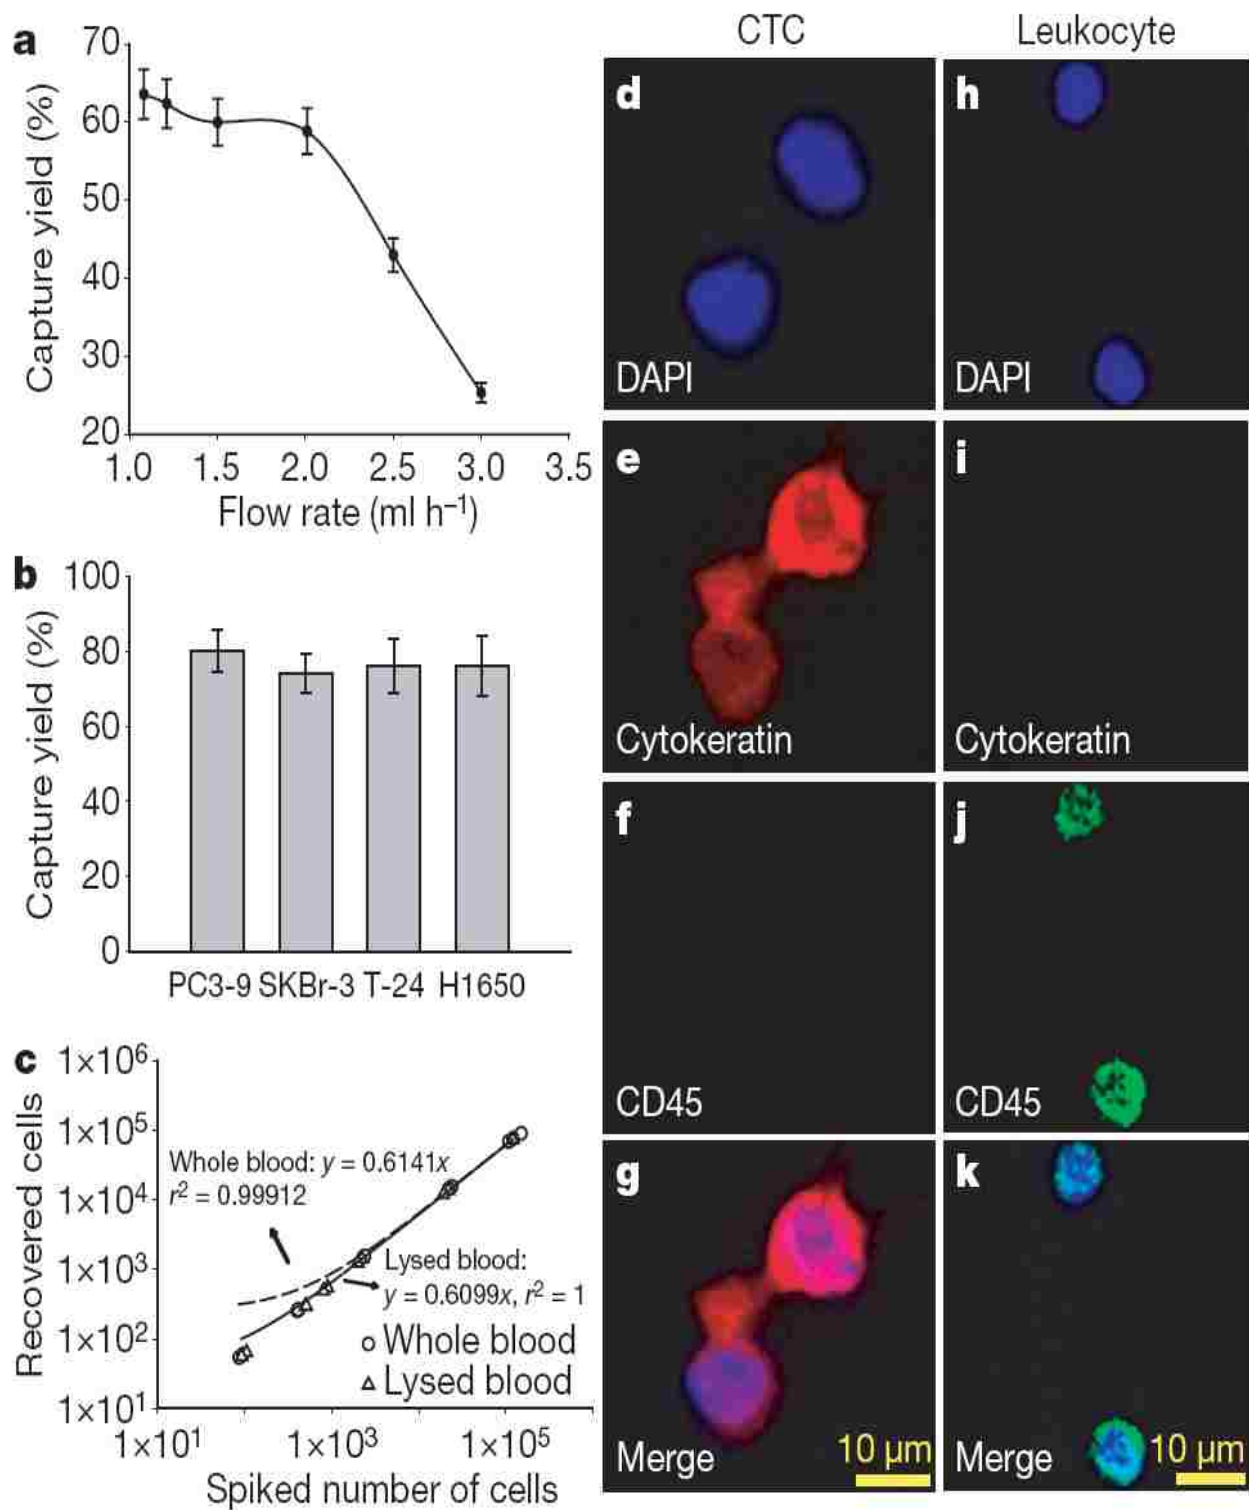 a
70
60
50
40
30
20
Capture yield (%)
1.0 1.5 2.0 2.5 3.0 3.5
Flow rate (ml h⁻¹)
b
100
80
60
40
20
0
Capture yield (%)
PC3-9 SKBr-3 T-24 H1650
c
1×10⁶
1×10⁵
1×10⁴
1×10³
1×10²
1×10¹
Recovered cells
Whole blood: y = 0.6141x
r² = 0.99912
Lysed blood:
y = 0.6099x, r² = 1
Whole blood
Lysed blood
1×10¹ 1×10³ 1×10⁵
Spiked number of cells
CTC
d
DAPI
e
Cytokeratin
f
CD45
g
Merge
10 µm
Leukocyte
h
DAPI
i
Cytokeratin
j
CD45
k
Merge
10 µm